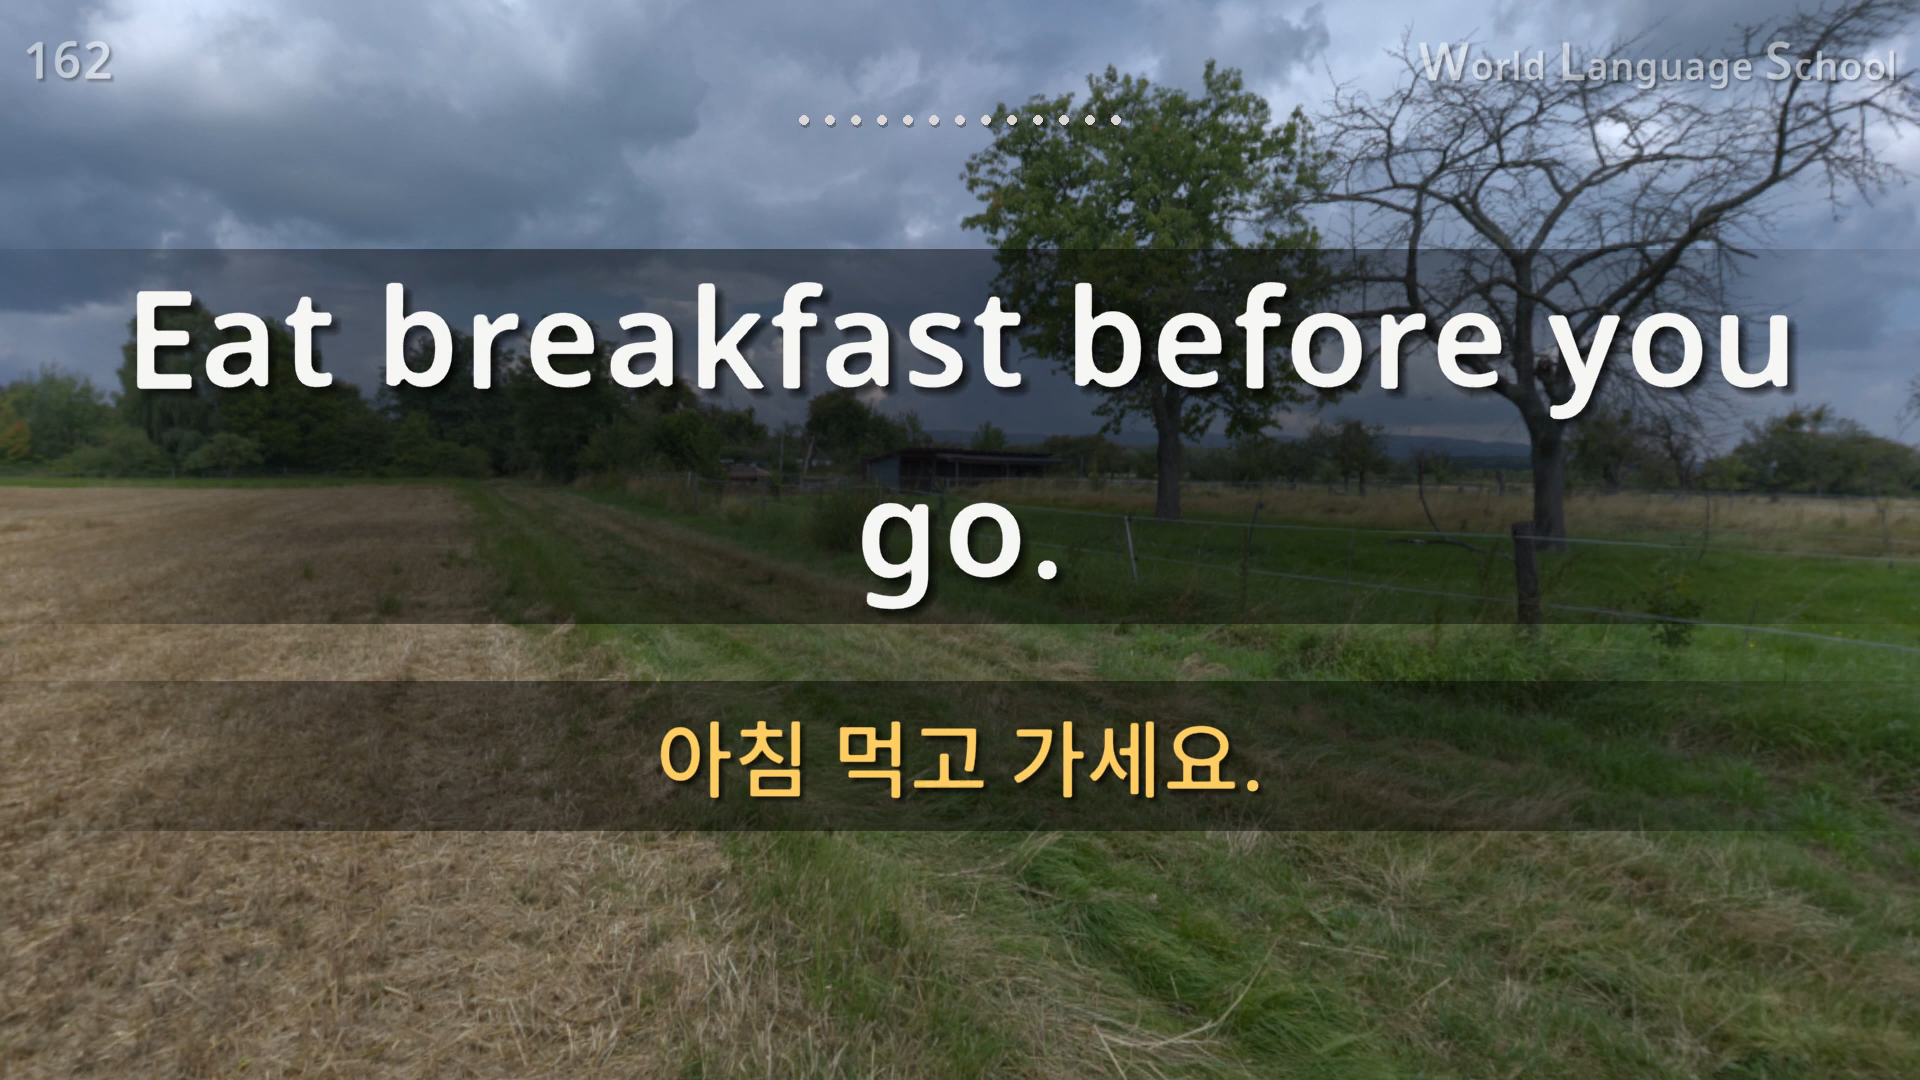 162
World Language School
Eat breakfast before you
go.
아침 먹고 가세요.